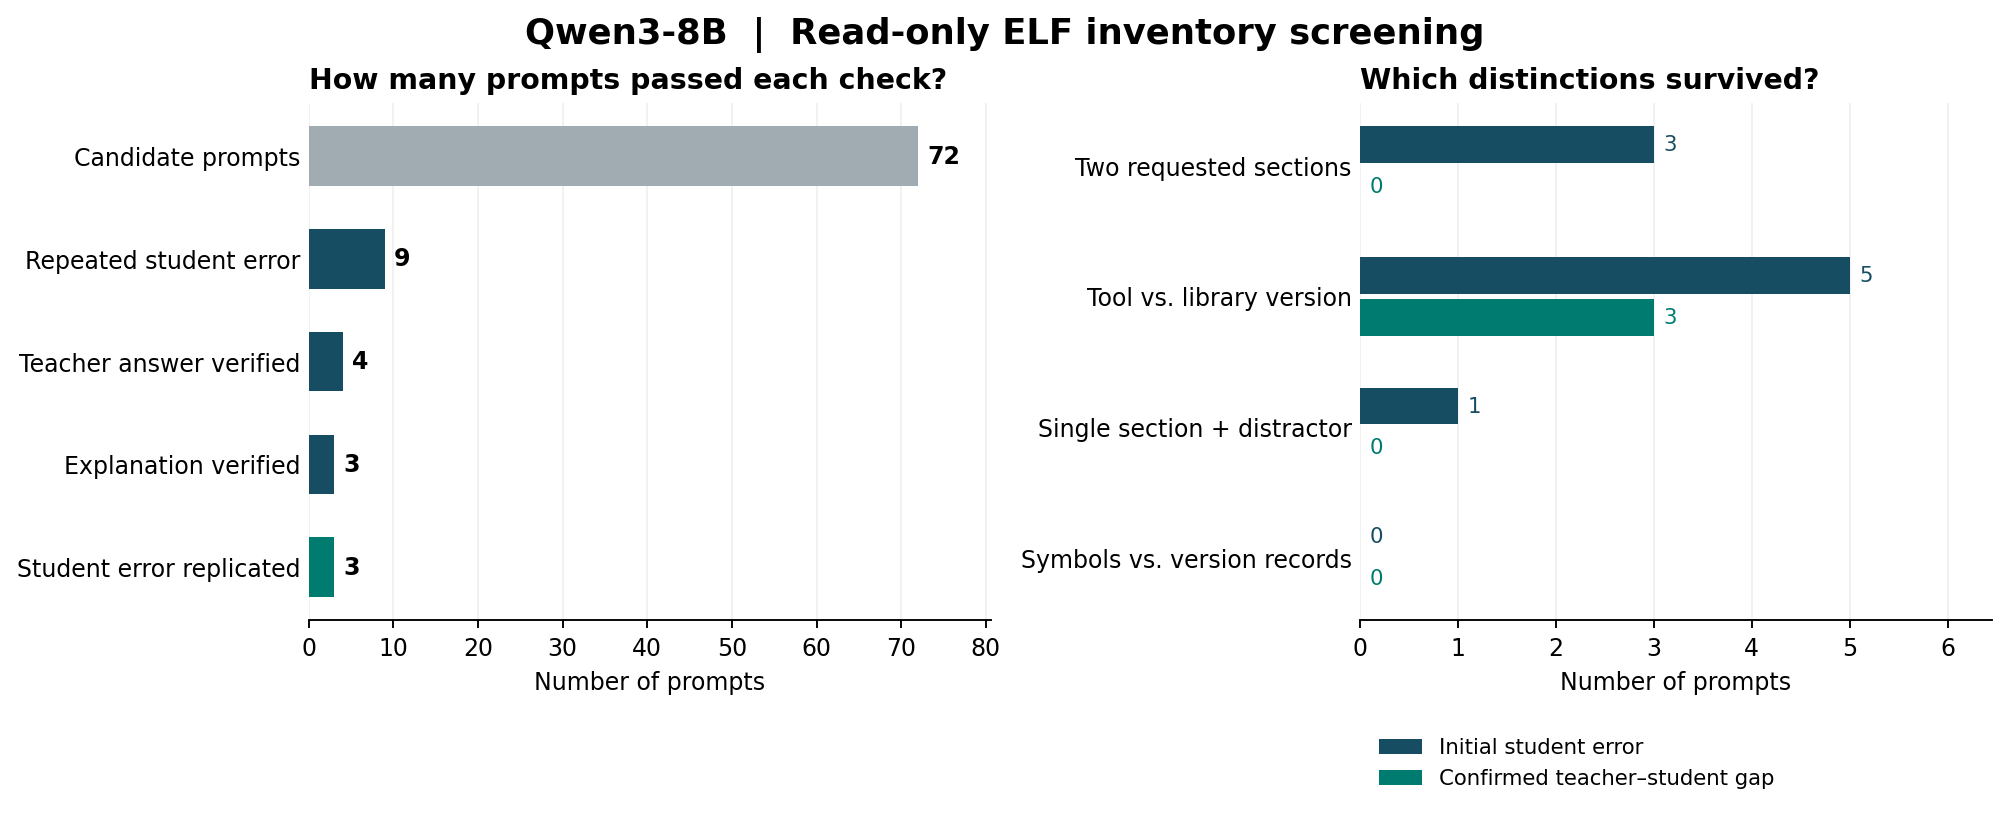 Qwen3-8B | Read-only ELF inventory screening
How many prompts passed each check?
Candidate prompts
72
Repeated student error
9
Teacher answer verified
4
Explanation verified
3
Student error replicated
3
0 10 20 30 40 50 60 70 80
Number of prompts
Which distinctions survived?
Two requested sections
3
0
Tool vs. library version
5
3
Single section + distractor
1
0
Symbols vs. version records
0
0
0 1 2 3 4 5 6
Number of prompts
Initial student error
Confirmed teacher–student gap